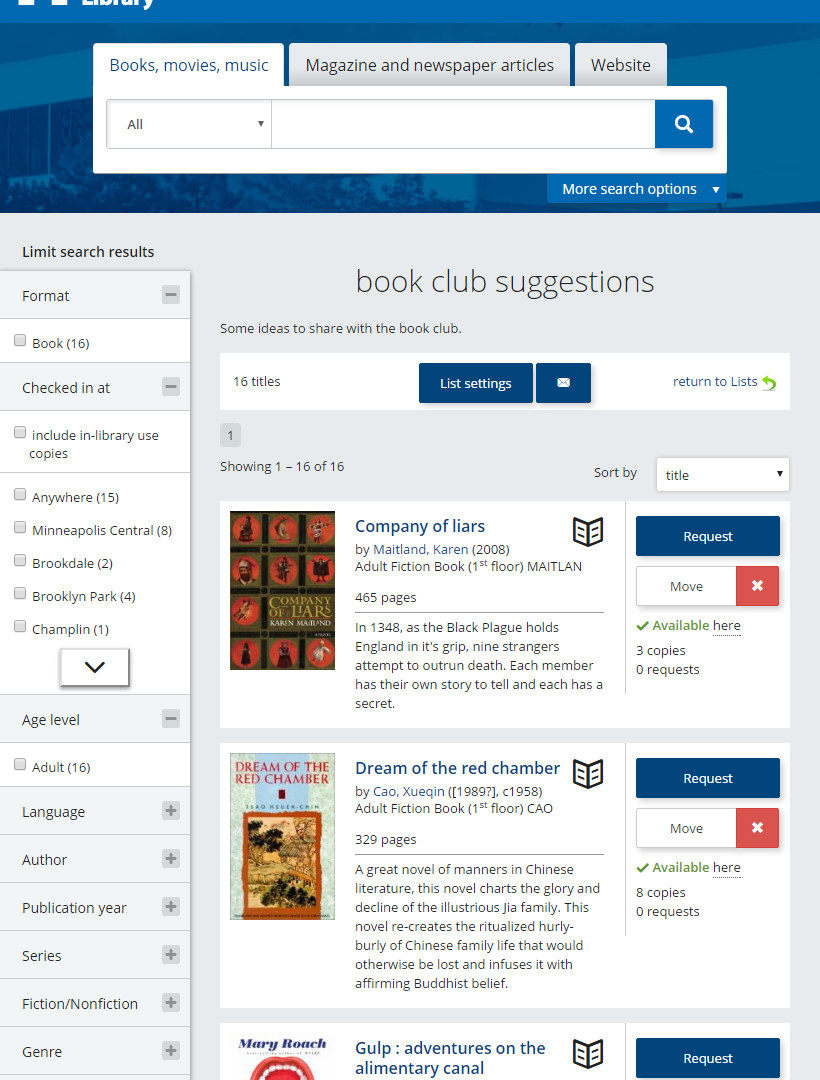 Library
Books, movies, music
Magazine and newspaper articles
Website
All
More search options
Limit search results
Format
Book (16)
Checked in at
include in-library use
copies
Anywhere (15)
Minneapolis Central (8)
Brookdale (2)
Brooklyn Park (4)
Champlin (1)
Age level
Adult (16)
Language
Author
Publication year
Series
Fiction/Nonfiction
Genre
book club suggestions
Some ideas to share with the book club.
16 titles
List settings
return to Lists
1
Showing 1 – 16 of 16
Sort by
title
COMPANY
OF LIARS
KAREN MAITLAND
Company of liars
by Maitland, Karen (2008)
Adult Fiction Book (1st floor) MAITLAN
465 pages
In 1348, as the Black Plague holds
England in it's grip, nine strangers
attempt to outrun death. Each member
has their own story to tell and each has a
secret.
Request
Move
Available here
3 copies
0 requests
DREAM OF THE
RED CHAMBER
TSAO HSUEH-CHIN
Dream of the red chamber
by Cao, Xueqin ([1989?], c1958)
Adult Fiction Book (1st floor) CAO
329 pages
A great novel of manners in Chinese
literature, this novel charts the glory and
decline of the illustrious Jia family. This
novel re-creates the ritualized hurly-
burly of Chinese family life that would
otherwise be lost and infuses it with
affirming Buddhist belief.
Request
Move
Available here
8 copies
0 requests
Mary Roach
Gulp : adventures on the
alimentary canal
Request